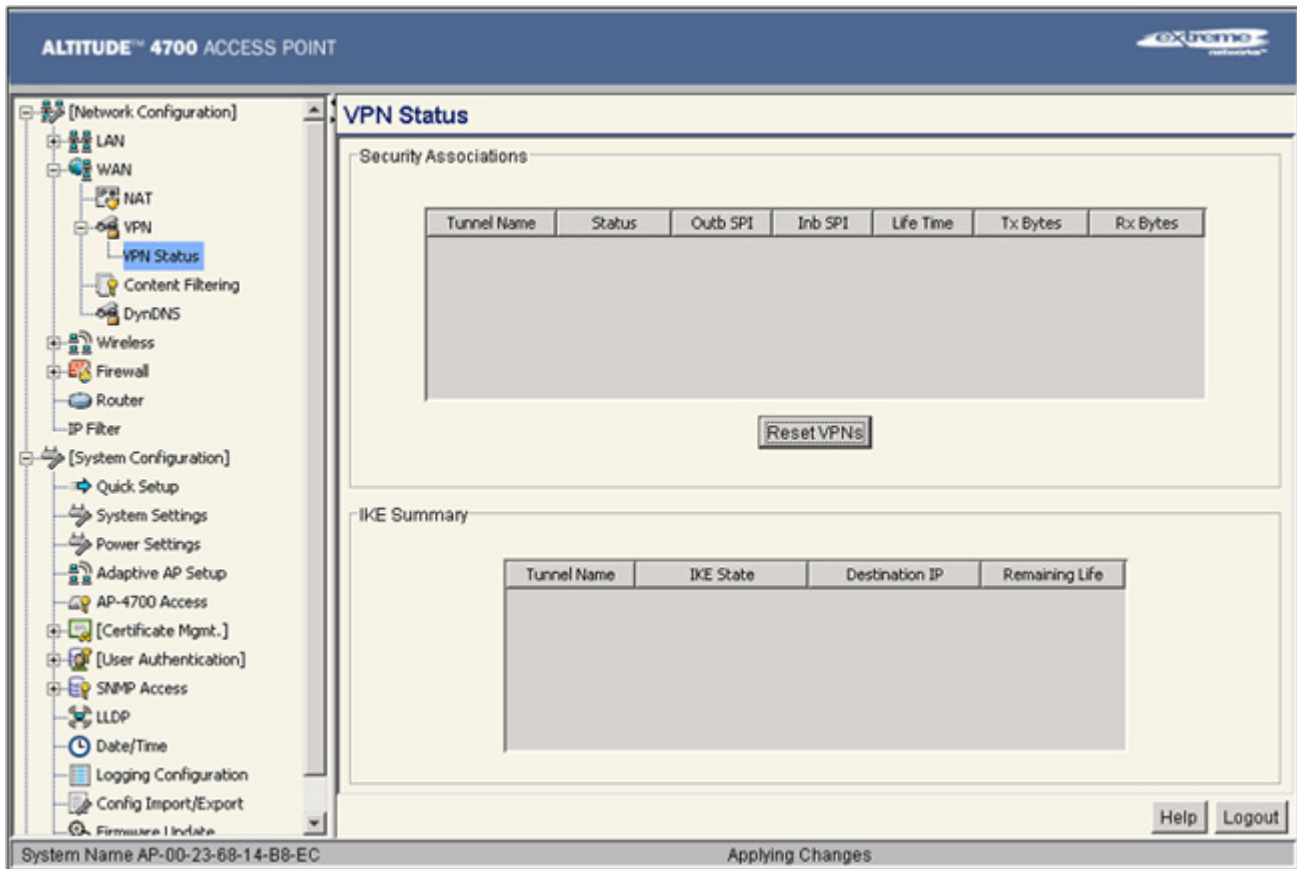 ALTITUDE™ 4700 ACCESS POINT
extreme
networks™
[Network Configuration]
LAN
WAN
NAT
VPN
VPN Status
Content Filtering
DynDNS
Wireless
Firewall
Router
IP Filter
[System Configuration]
Quick Setup
System Settings
Power Settings
Adaptive AP Setup
AP-4700 Access
[Certificate Mgmt.]
[User Authentication]
SNMP Access
LLDP
Date/Time
Logging Configuration
Config Import/Export
Firmware Update
VPN Status
Security Associations
Tunnel Name Status Outb SPI Inb SPI Life Time Tx Bytes Rx Bytes
Reset VPNs
IKE Summary
Tunnel Name IKE State Destination IP Remaining Life
Help Logout
System Name AP-00-23-68-14-B8-EC Applying Changes